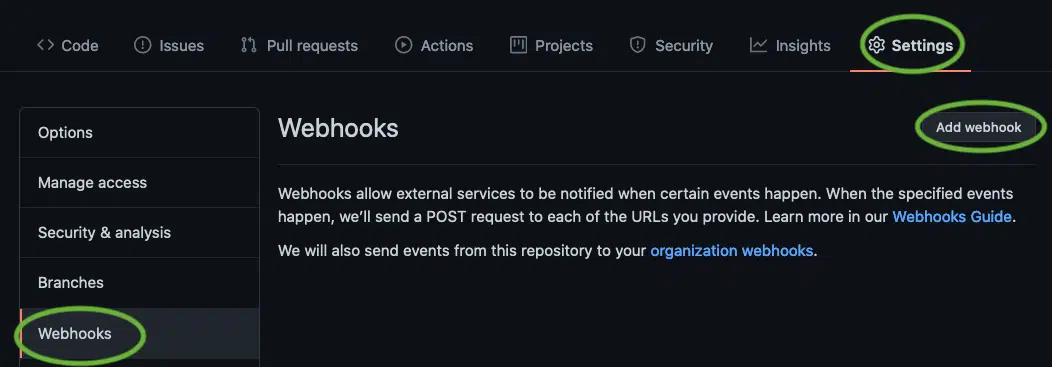 Code Issues Pull requests Actions Projects Security Insights Settings
Options
Manage access
Security & analysis
Branches
Webhooks
Webhooks
Add webhook
Webhooks allow external services to be notified when certain events happen. When the specified events
happen, we’ll send a POST request to each of the URLs you provide. Learn more in our Webhooks Guide.
We will also send events from this repository to your organization webhooks.